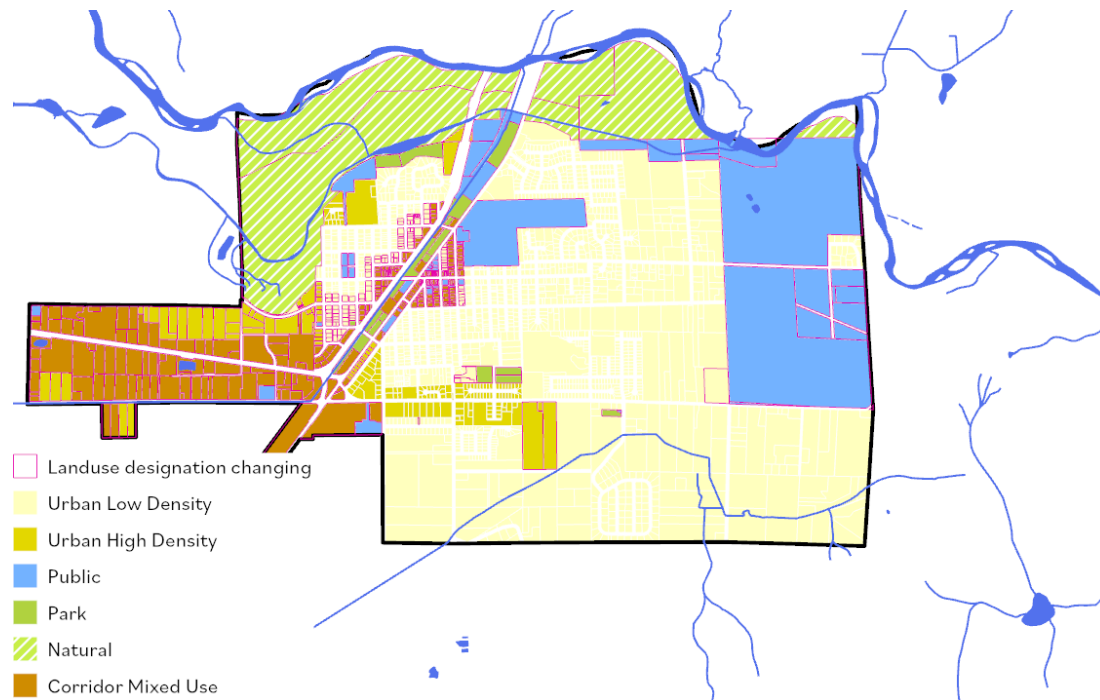 Landuse designation changing
Urban Low Density
Urban High Density
Public
Park
Natural
Corridor Mixed Use